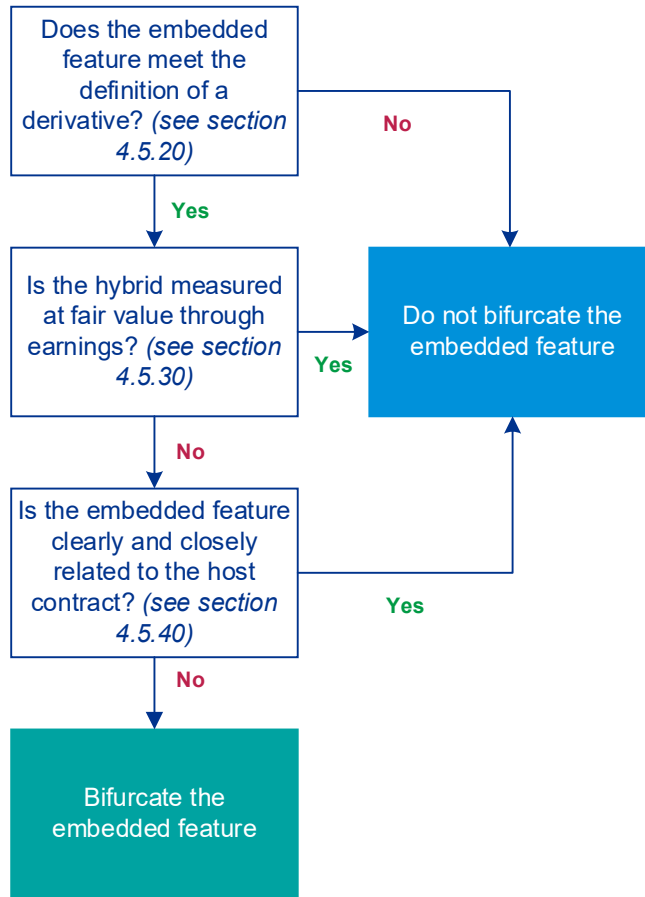 Does the embedded
feature meet the
definition of a
derivative? (see section
4.5.20)
No
Yes
Is the hybrid measured
at fair value through
earnings? (see section
4.5.30)
Yes
Do not bifurcate the
embedded feature
No
Is the embedded feature
clearly and closely
related to the host
contract? (see section
4.5.40)
Yes
No
Bifurcate the
embedded feature